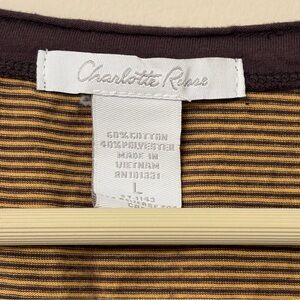 Charlotte Russe
60% COTTON
40% POLYESTER
MADE IN
VIETNAM
RN101331
L